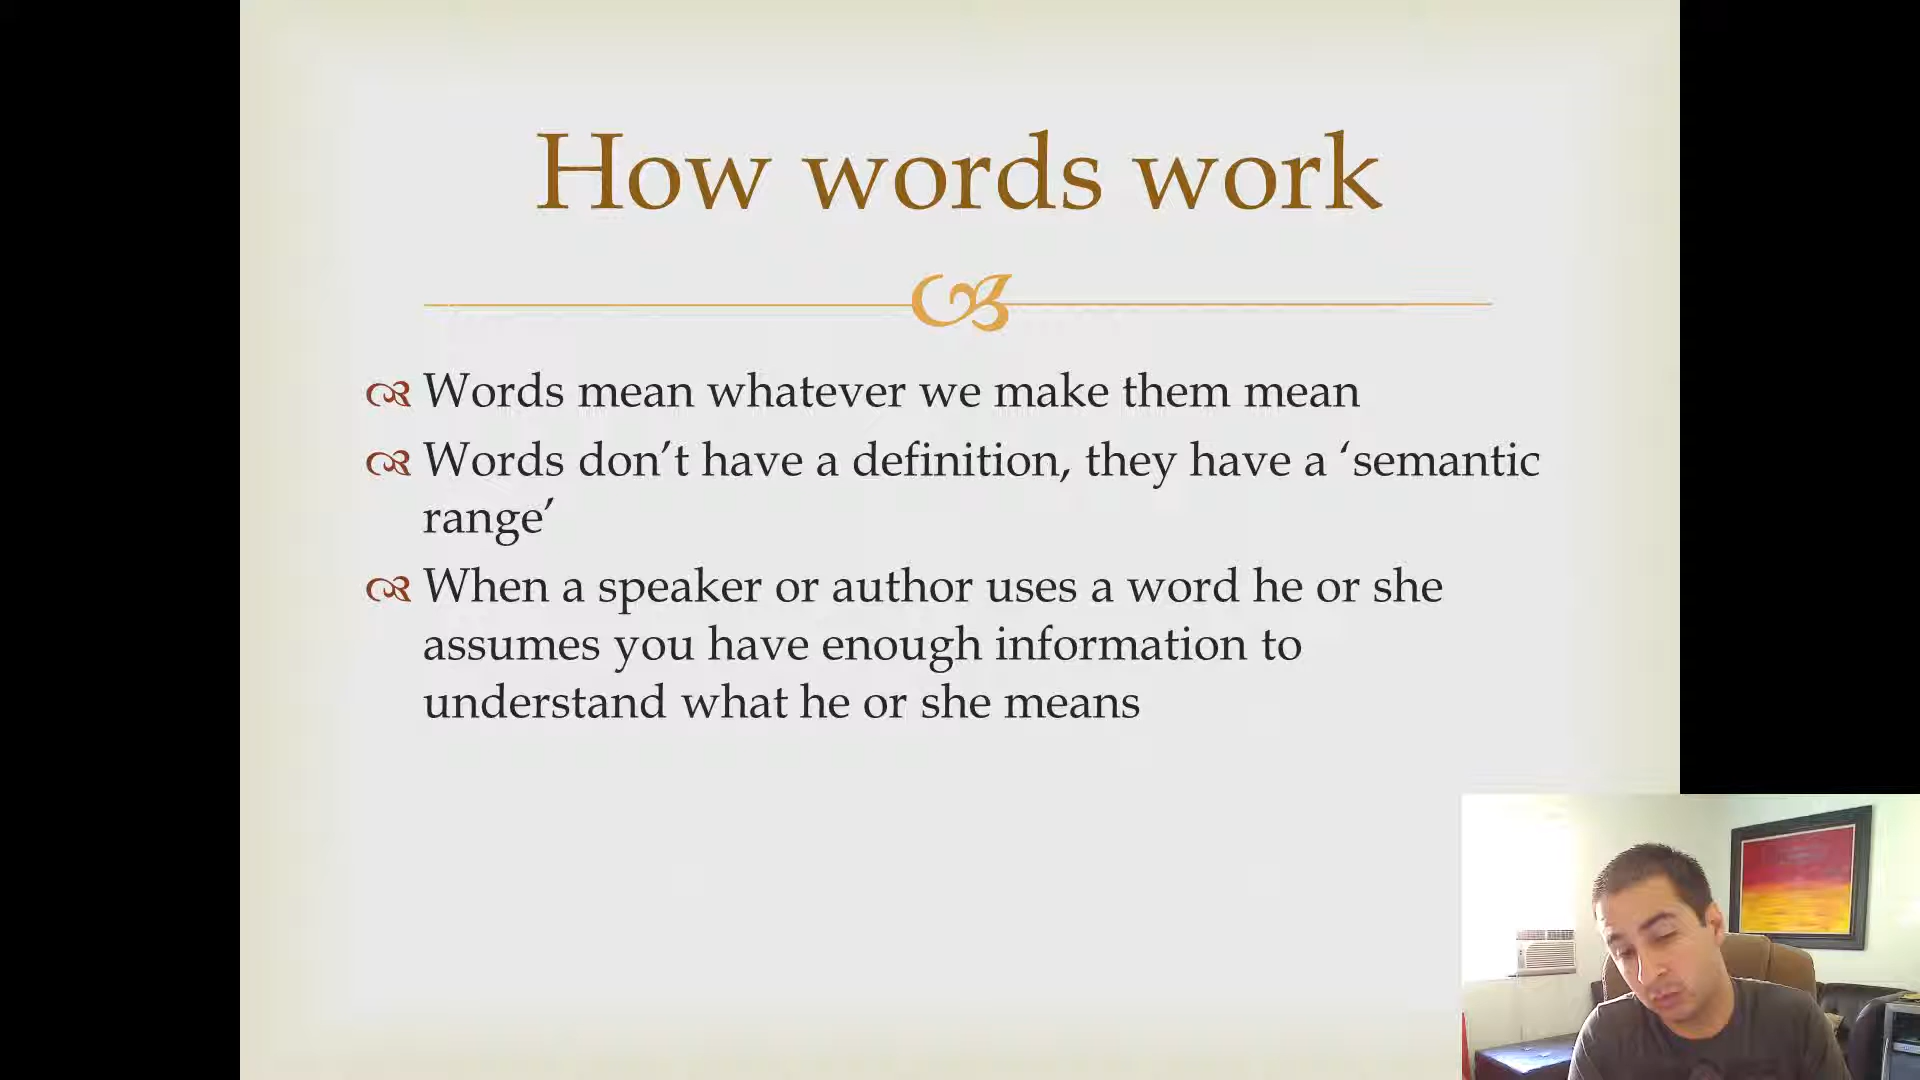 How words work
Words mean whatever we make them mean
Words don’t have a definition, they have a ‘semantic
range’
When a speaker or author uses a word he or she
assumes you have enough information to
understand what he or she means